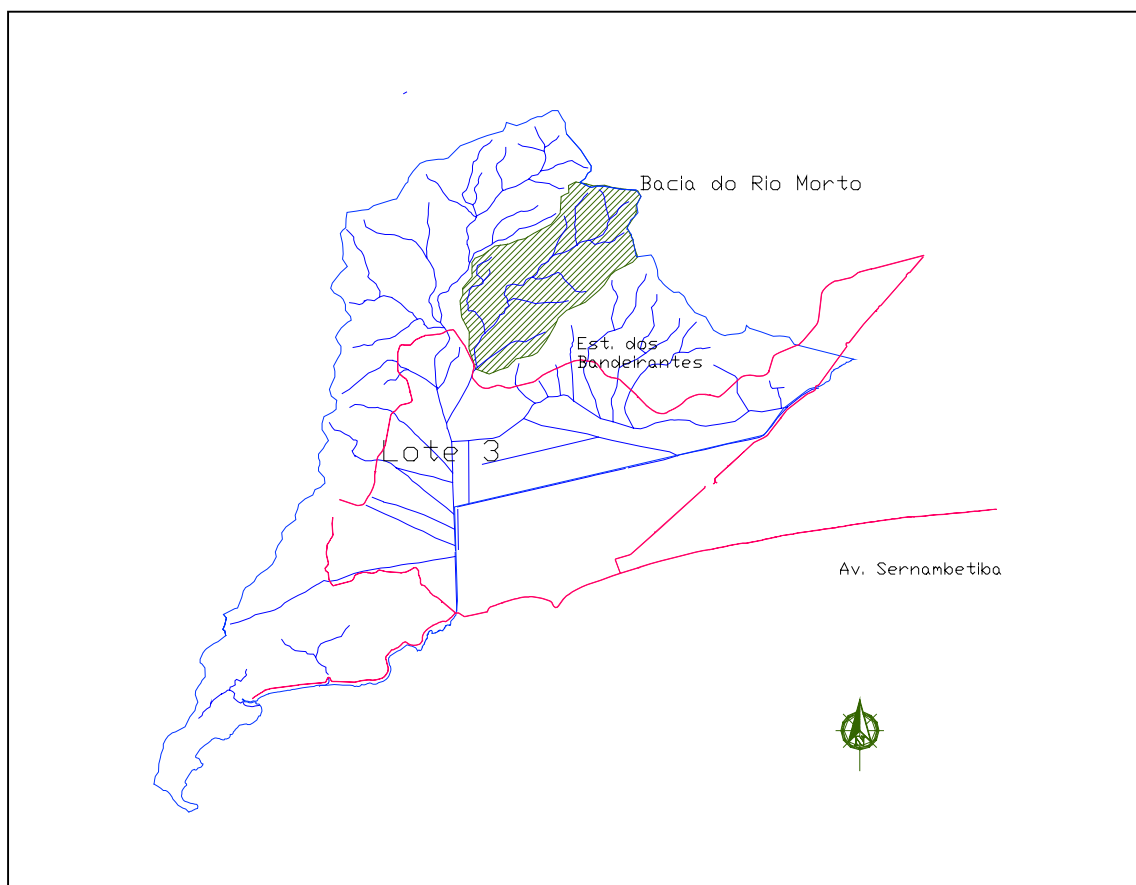 Bacia do Rio Morto
Est. dos
Bandeirantes
Lote 3
Av. Sernambetiba
N